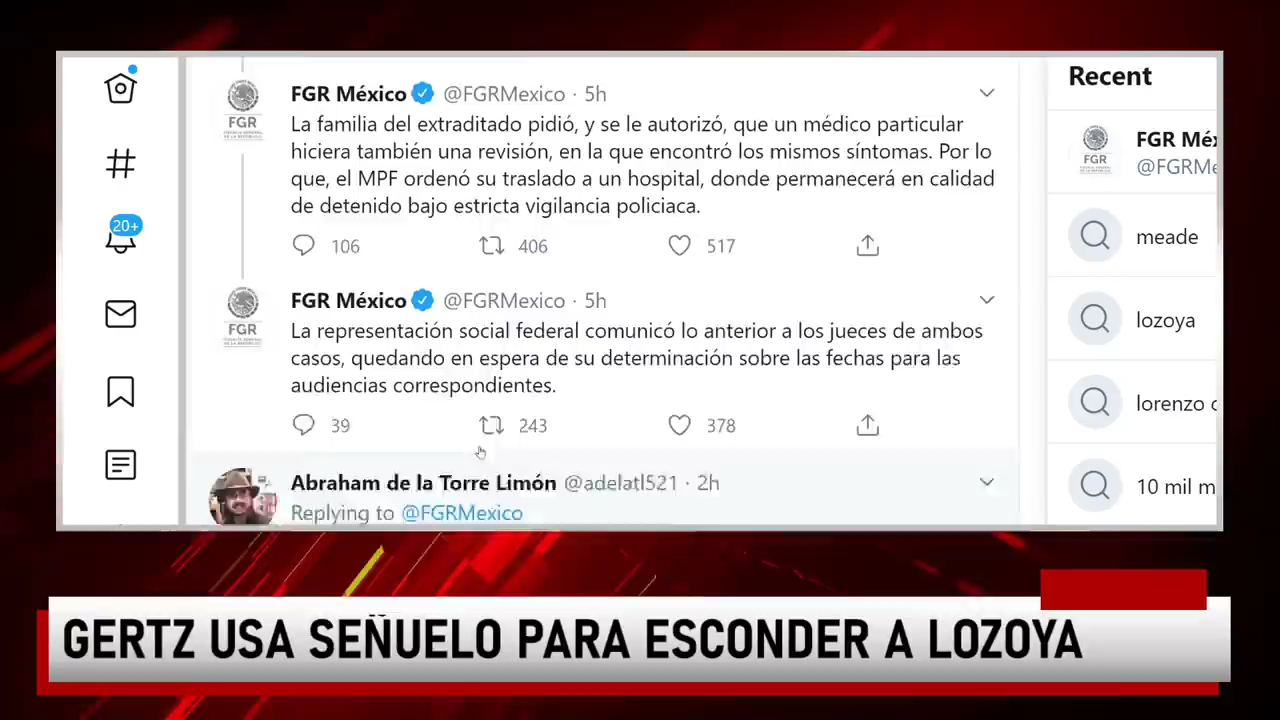 FGR México @FGRMexico · 5h
La familia del extraditado pidió, y se le autorizó, que un médico particular
hiciera también una revisión, en la que encontró los mismos síntomas. Por lo
que, el MPF ordenó su traslado a un hospital, donde permanecerá en calidad
de detenido bajo estricta vigilancia policiaca.
106 406 517
FGR
FGR México @FGRMexico · 5h
La representación social federal comunicó lo anterior a los jueces de ambos
casos, quedando en espera de su determinación sobre las fechas para las
audiencias correspondientes.
39 243 378
FGR
Abraham de la Torre Limón @adelatl521 · 2h
Replying to @FGRMexico
20+
Recent
FGR
FGR Méx
@FGRMe
meade
lozoya
lorenzo c
10 mil m
GERTZ USA SEÑUELO PARA ESCONDER A LOZOYA